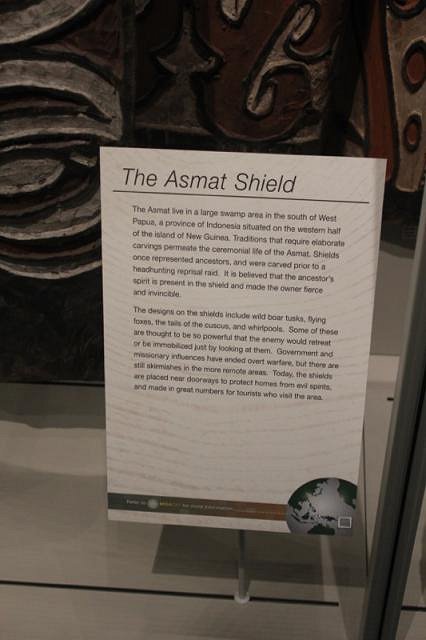 The Asmat Shield
The Asmat live in a large swamp area in the south of West
Papua, a province of Indonesia situated on the western half
of the island of New Guinea. Traditions that require elaborate
carvings permeate the ceremonial life of the Asmat. Shields
once represented ancestors, and were carved prior to a
headhunting reprisal raid. It is believed that the ancestor's
spirit is present in the shield and made the owner fierce
and invincible.
The designs on the shields include wild boar tusks, flying
foxes, the tails of the cuscus, and whirlpools. Some of these
are thought to be so powerful that the enemy would retreat
or be immobilized just by looking at them. Government and
missionary influences have ended overt warfare, but there are
still skirmishes in the more remote areas. Today, the shields
are placed near doorways to protect homes from evil spirits,
and made in great numbers for tourists who visit the area.
for more information